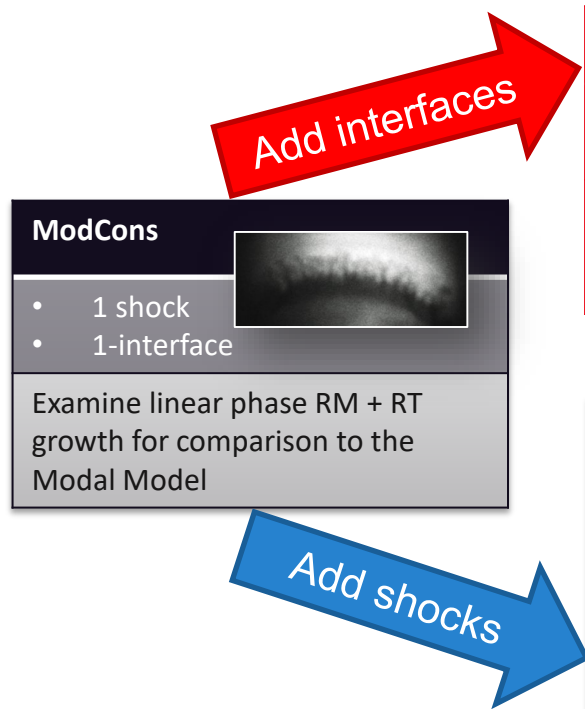 Add interfaces
ModCons
• 1 shock
• 1-interface
Examine linear phase RM + RT
growth for comparison to the
Modal Model
Add shocks